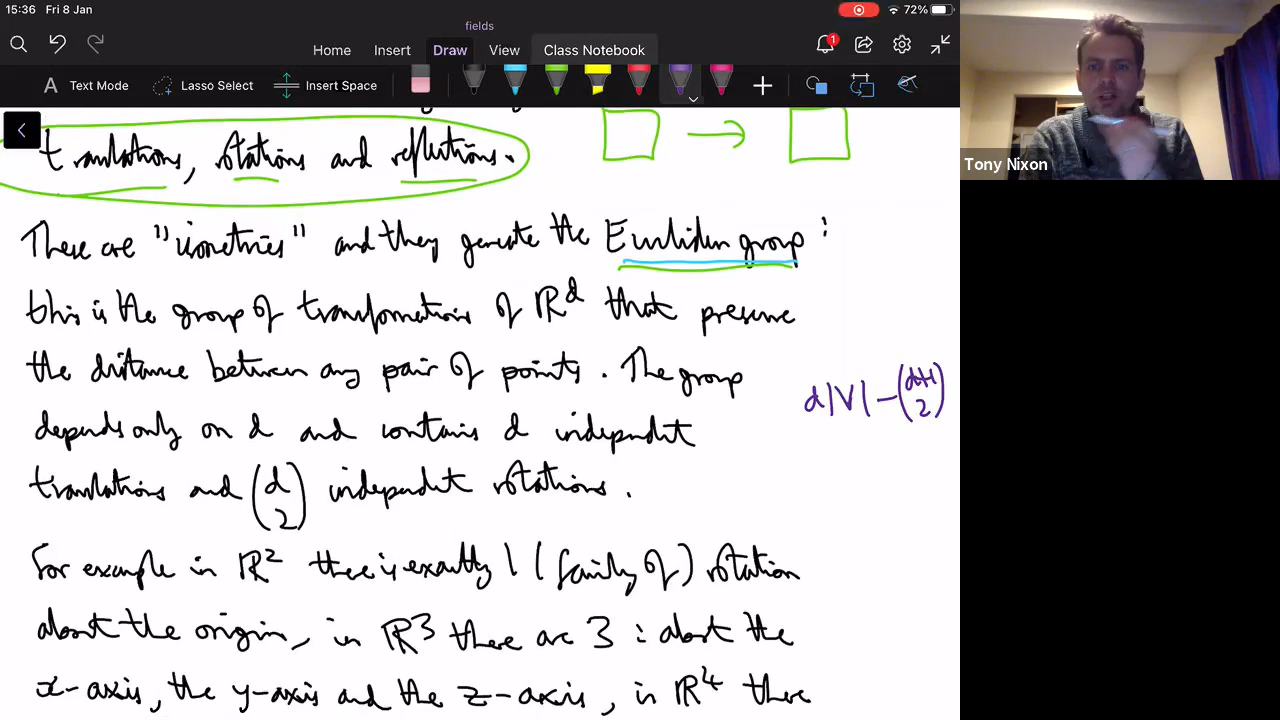 15:36 Fri 8 Jan
72%
fields
Home Insert Draw View Class Notebook
1
A Text Mode Lasso Select Insert Space
translations, rotations and reflections.
Tony Nixon
These are "isometries" and they generate the Euclidean group:
this is the group of transformations of ℝ^d that preserve
the distance between any pair of points. The group
d|V| - (d+1 2)
depends only on d and contains d independent
translations and (d 2) independent rotations.
For example in ℝ² there is exactly 1 (family of) rotation
about the origin, in ℝ³ there are 3: about the
x-axis, the y-axis and the z-axis, in ℝ⁴ there